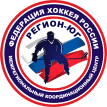 ФЕДЕРАЦИЯ ХОККЕЯ РОССИИ
РЕГИОН-ЮГ
МЕЖРЕГИОНАЛЬНЫЙ КООРДИНАЦИОННЫЙ ЦЕНТР